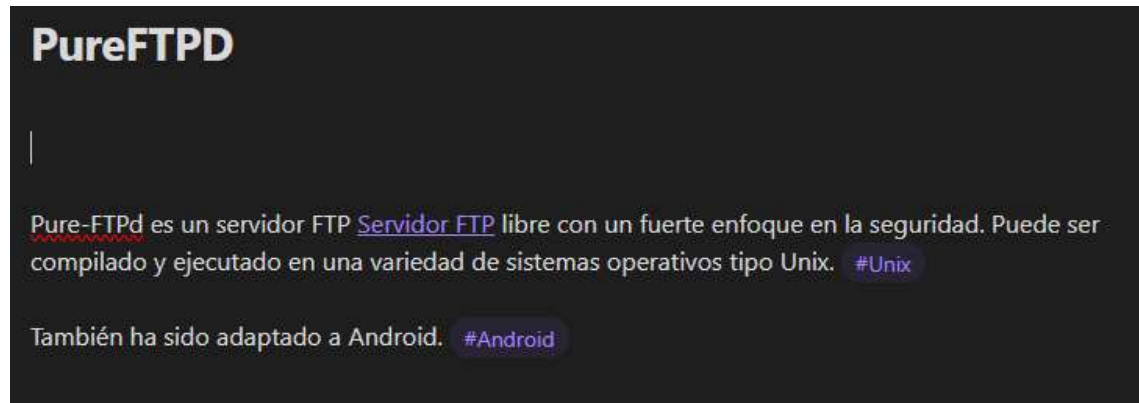 PureFTPD
Pure-FTPd es un servidor FTP Servidor FTP libre con un fuerte enfoque en la seguridad. Puede ser
compilado y ejecutado en una variedad de sistemas operativos tipo Unix. #Unix
También ha sido adaptado a Android. #Android